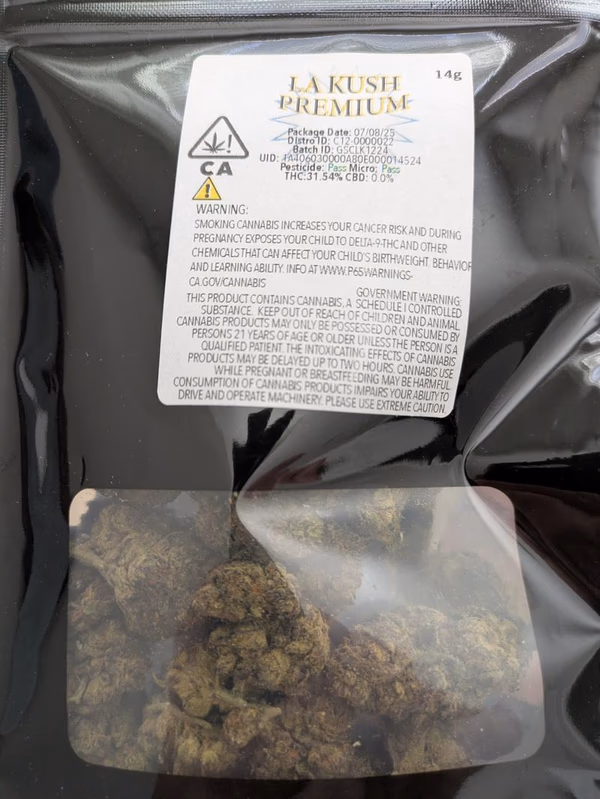 14g
LA KUSH
PREMIUM
Package Date: 07/08/25
Distro ID: C12-0000022
Batch ID: GSCLK1224
UID: 1A406030000A80E000014524
Pesticide: Pass Micro: Pass
THC:31.54% CBD: 0.0%
CA
WARNING:
SMOKING CANNABIS INCREASES YOUR CANCER RISK AND DURING
PREGNANCY EXPOSES YOUR CHILD TO DELTA-9-THC AND OTHER
CHEMICALS THAT CAN AFFECT YOUR CHILD'S BIRTHWEIGHT, BEHAVIOR
AND LEARNING ABILITY. INFO AT WWW.P65WARNINGS-
CA.GOV/CANNABIS
GOVERNMENT WARNING:
THIS PRODUCT CONTAINS CANNABIS, A SCHEDULE I CONTROLLED
SUBSTANCE. KEEP OUT OF REACH OF CHILDREN AND ANIMAL.
CANNABIS PRODUCTS MAY ONLY BE POSSESSED OR CONSUMED BY
PERSONS 21 YEARS OF AGE OR OLDER UNLESS THE PERSON IS A
QUALIFIED PATIENT. THE INTOXICATING EFFECTS OF CANNABIS
PRODUCTS MAY BE DELAYED UP TO TWO HOURS. CANNABIS USE
WHILE PREGNANT OR BREASTFEEDING MAY BE HARMFUL.
CONSUMPTION OF CANNABIS PRODUCTS IMPAIRS YOUR ABILITY TO
DRIVE AND OPERATE MACHINERY. PLEASE USE EXTREME CAUTION.